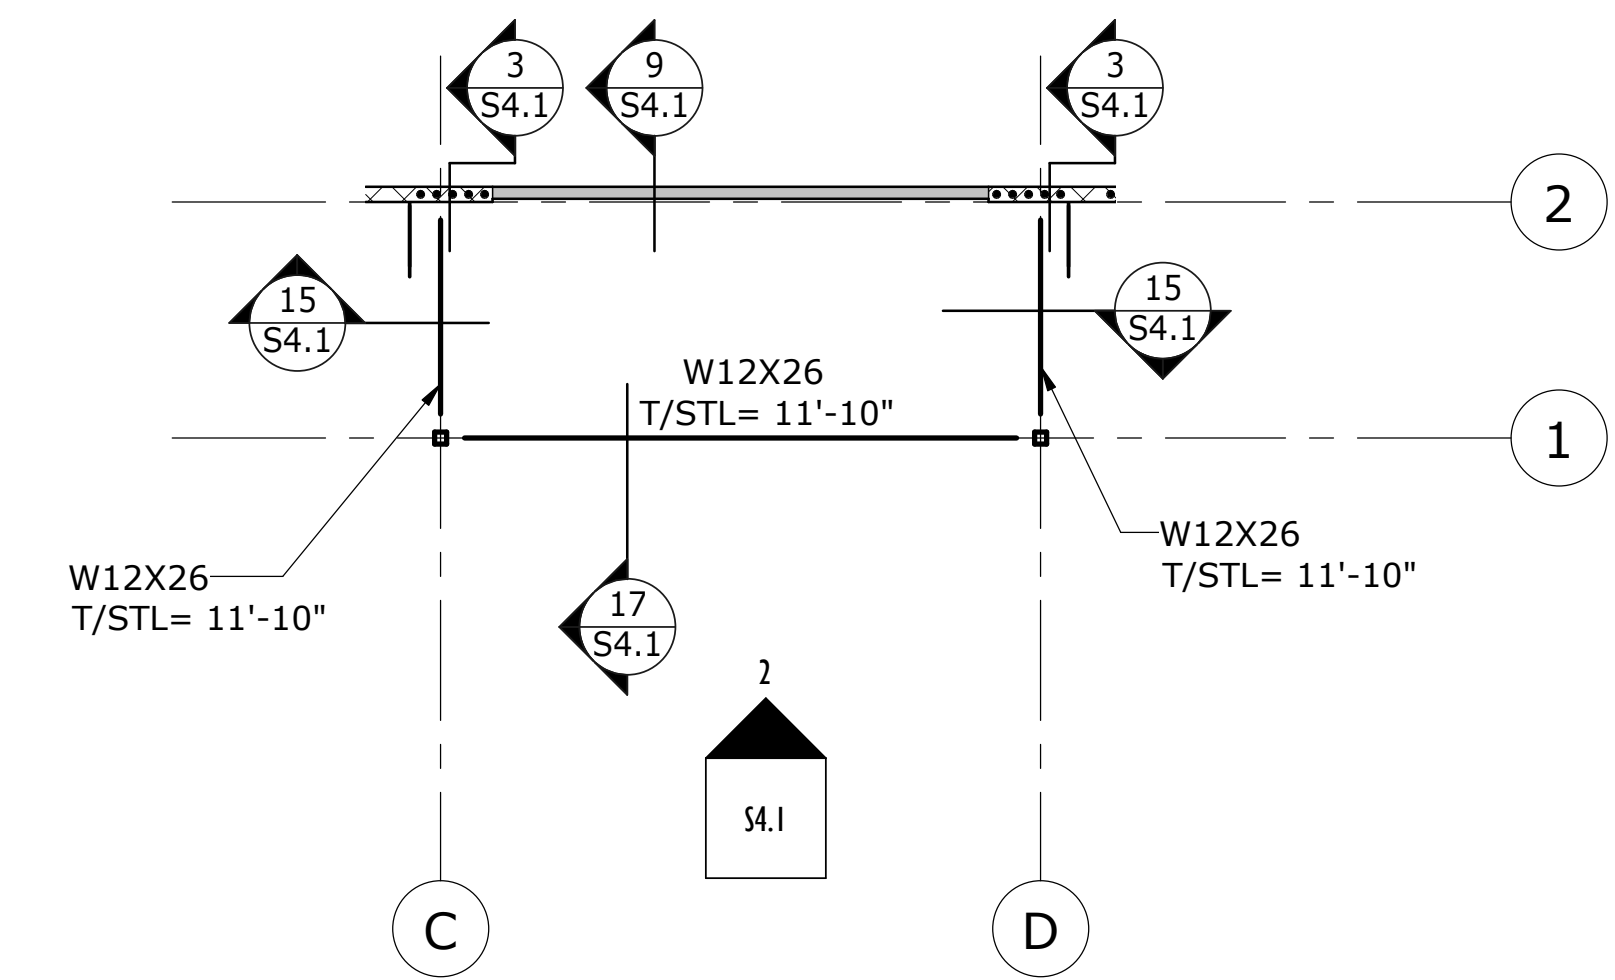 3
S4.1
9
S4.1
3
S4.1
2
15
S4.1
15
S4.1
W12X26
T/STL= 11'-10"
1
W12X26
T/STL= 11'-10"
W12X26
T/STL= 11'-10"
17
S4.1
2
S4.1
C
D